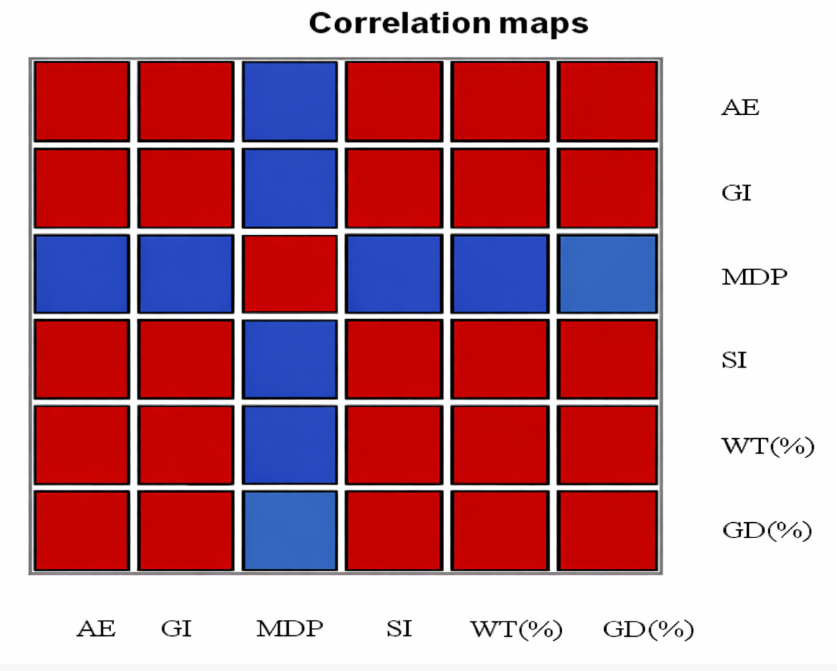 Correlation maps
AE
GI
MDP
SI
WT(%)
GD(%)
AE GI MDP SI WT(%) GD(%)